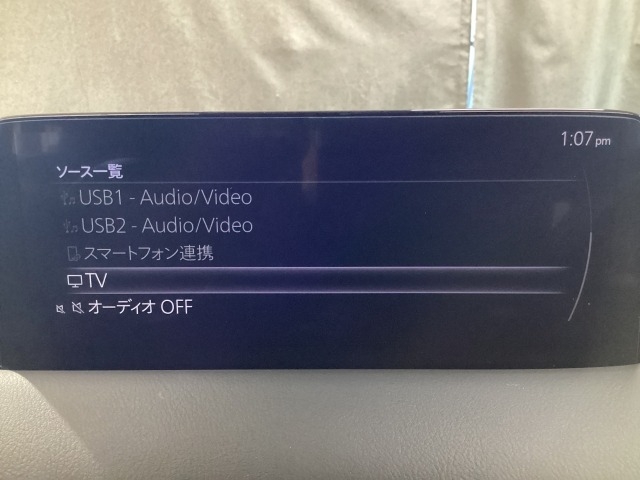 1:07 pm
ソース一覧
USB1 - Audio/Video
USB2 - Audio/Video
スマートフォン連携
TV
オーディオ OFF